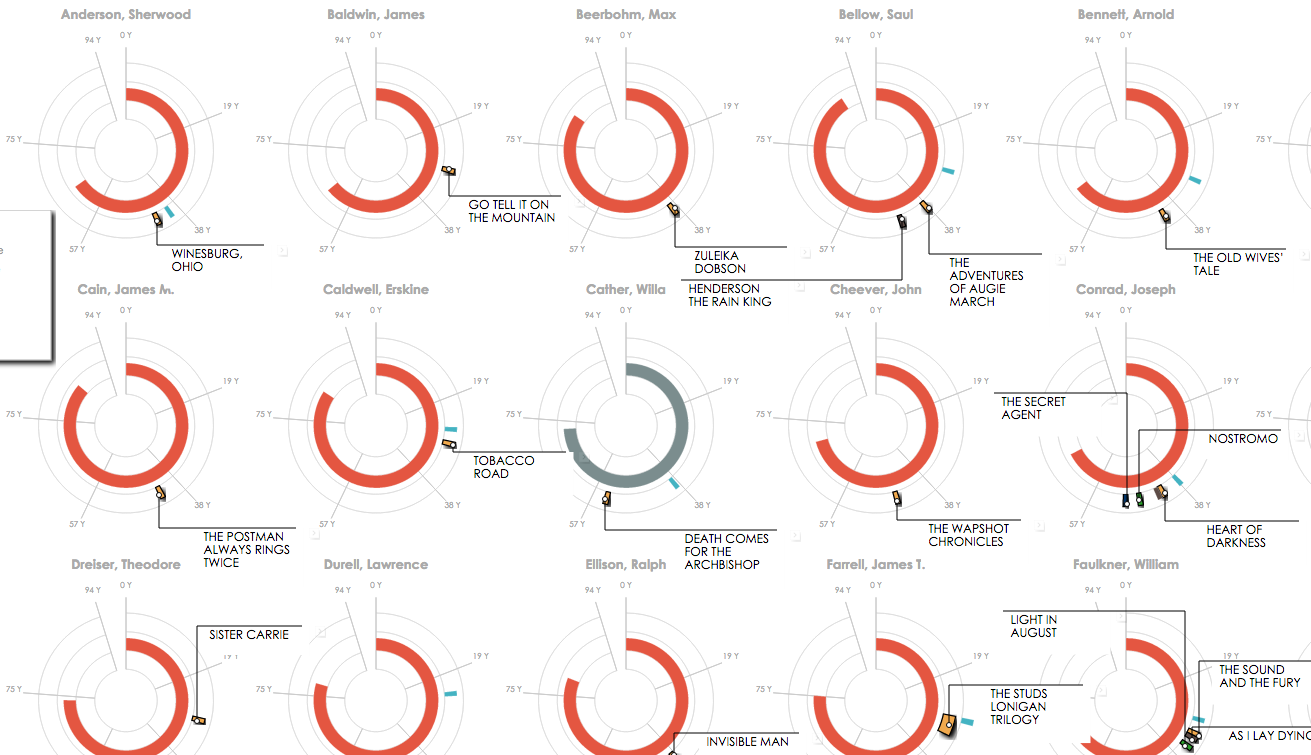 Anderson, Sherwood
Baldwin, James
Beerbohm, Max
Bellow, Saul
Bennett, Arnold
94 Y
0 Y
19 Y
75 Y
57 Y
38 Y
WINESBURG,
OHIO
94 Y
0 Y
19 Y
75 Y
57 Y
38 Y
GO TELL IT ON
THE MOUNTAIN
94 Y
0 Y
19 Y
75 Y
57 Y
38 Y
ZULEIKA
DOBSON
94 Y
0 Y
19 Y
75 Y
57 Y
38 Y
HENDERSON
THE RAIN KING
THE
ADVENTURES
OF AUGIE
MARCH
94 Y
0 Y
19 Y
75 Y
57 Y
38 Y
THE OLD WIVES'
TALE
75 Y
e
Cain, James M.
Caldwell, Erskine
Cather, Willa
Cheever, John
Conrad, Joseph
94 Y
0 Y
19 Y
75 Y
57 Y
38 Y
THE POSTMAN
ALWAYS RINGS
TWICE
94 Y
0 Y
19 Y
75 Y
57 Y
38 Y
TOBACCO
ROAD
94 Y
0 Y
19 Y
75 Y
57 Y
38 Y
DEATH COMES
FOR THE
ARCHBISHOP
94 Y
0 Y
19 Y
75 Y
57 Y
38 Y
THE WAPSHOT
CHRONICLES
94 Y
0 Y
19 Y
57 Y
38 Y
THE SECRET
AGENT
NOSTROMO
HEART OF
DARKNESS
75 Y
Dreiser, Theodore
Durell, Lawrence
Ellison, Ralph
Farrell, James T.
Faulkner, William
94 Y
0 Y
19 Y
75 Y
SISTER CARRIE
94 Y
0 Y
19 Y
75 Y
94 Y
0 Y
19 Y
75 Y
INVISIBLE MAN
94 Y
0 Y
19 Y
75 Y
THE STUDS
LONGAN
TRILOGY
94 Y
0 Y
19 Y
LIGHT IN
AUGUST
THE SOUND
AND THE FURY
AS I LAY DYING